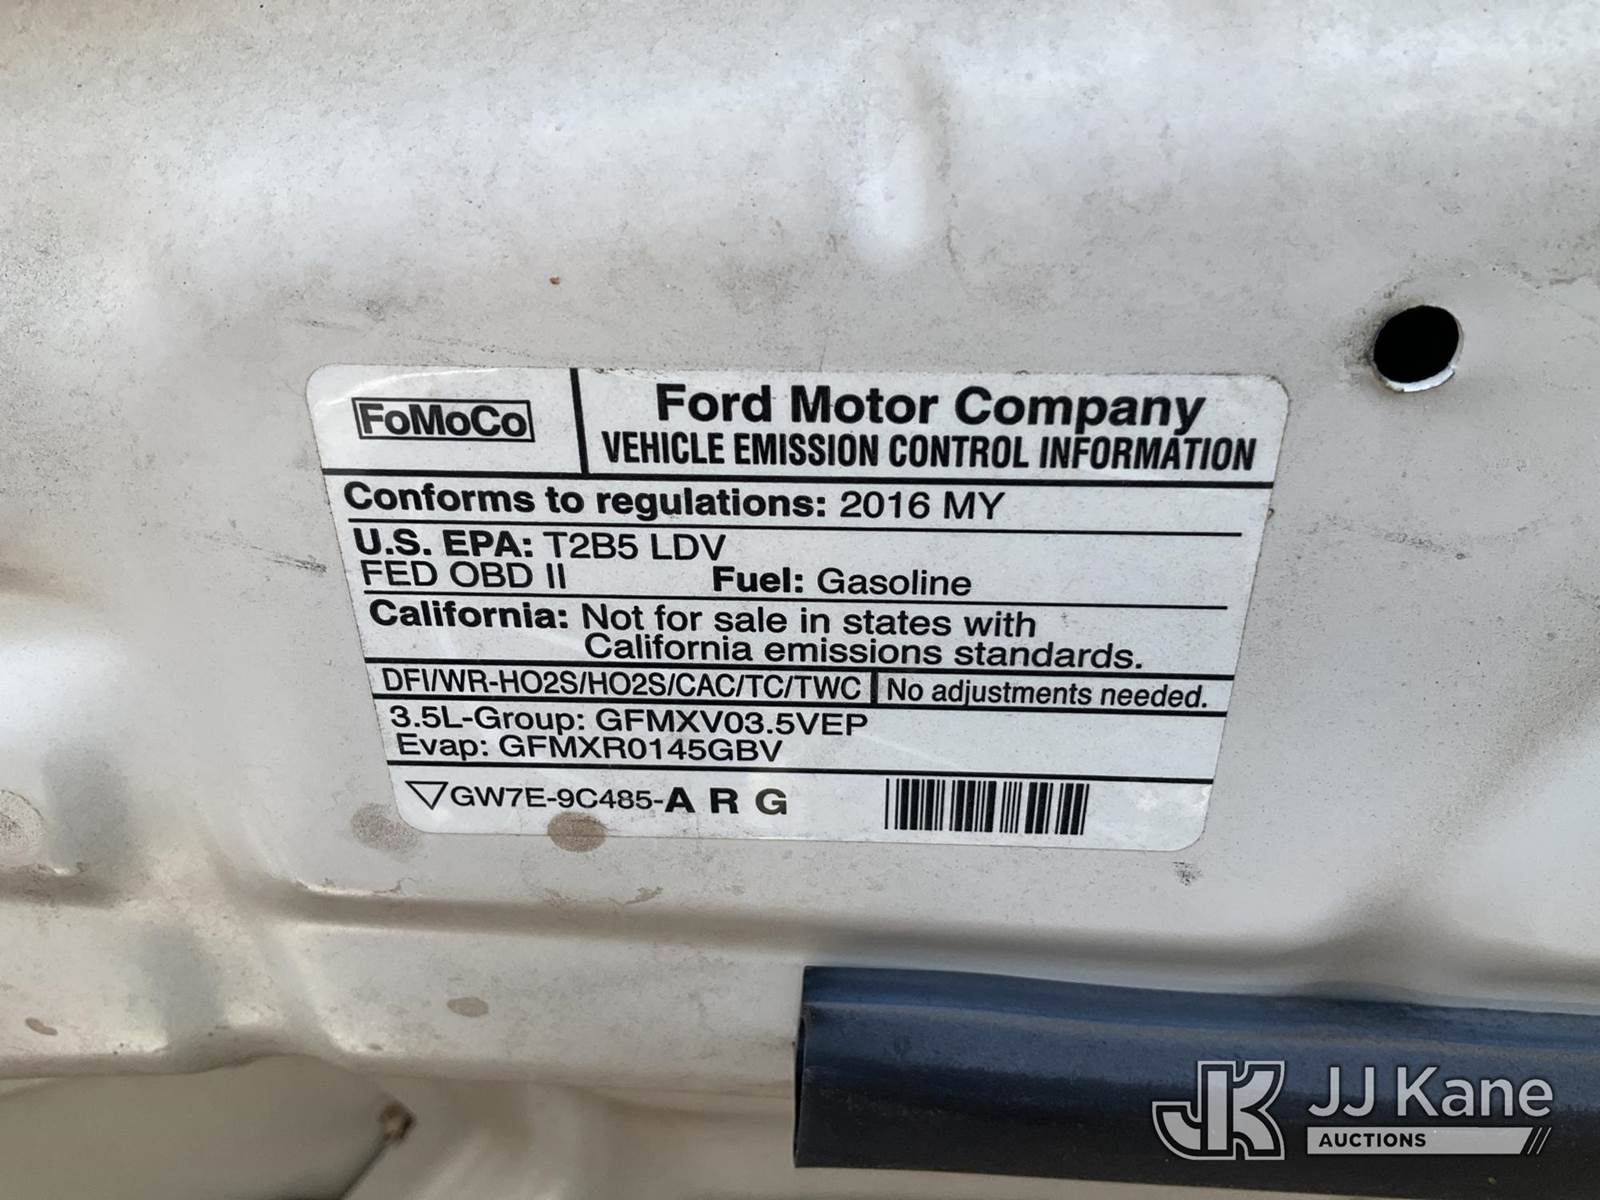 FoMoCo
Ford Motor Company
VEHICLE EMISSION CONTROL INFORMATION
Conforms to regulations: 2016 MY
U.S. EPA: T2B5 LDV
FED OBD II Fuel: Gasoline
California: Not for sale in states with
California emissions standards.
DFI/WR-HO2S/HO2S/CAC/TC/TWC No adjustments needed.
3.5L-Group: GFMXV03.5VEP
Evap: GFMXR0145GBV
GW7E-9C485-A R G
JK JJ Kane
AUCTIONS